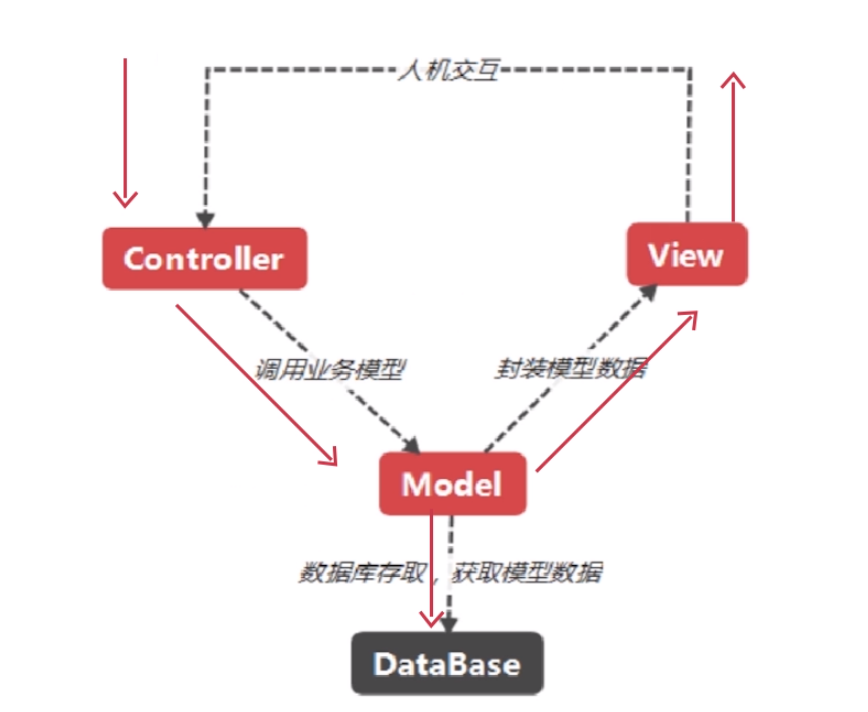 人机交互
Controller
View
调用业务模型
封装模型数据
Model
数据库存取，获取模型数据
DataBase